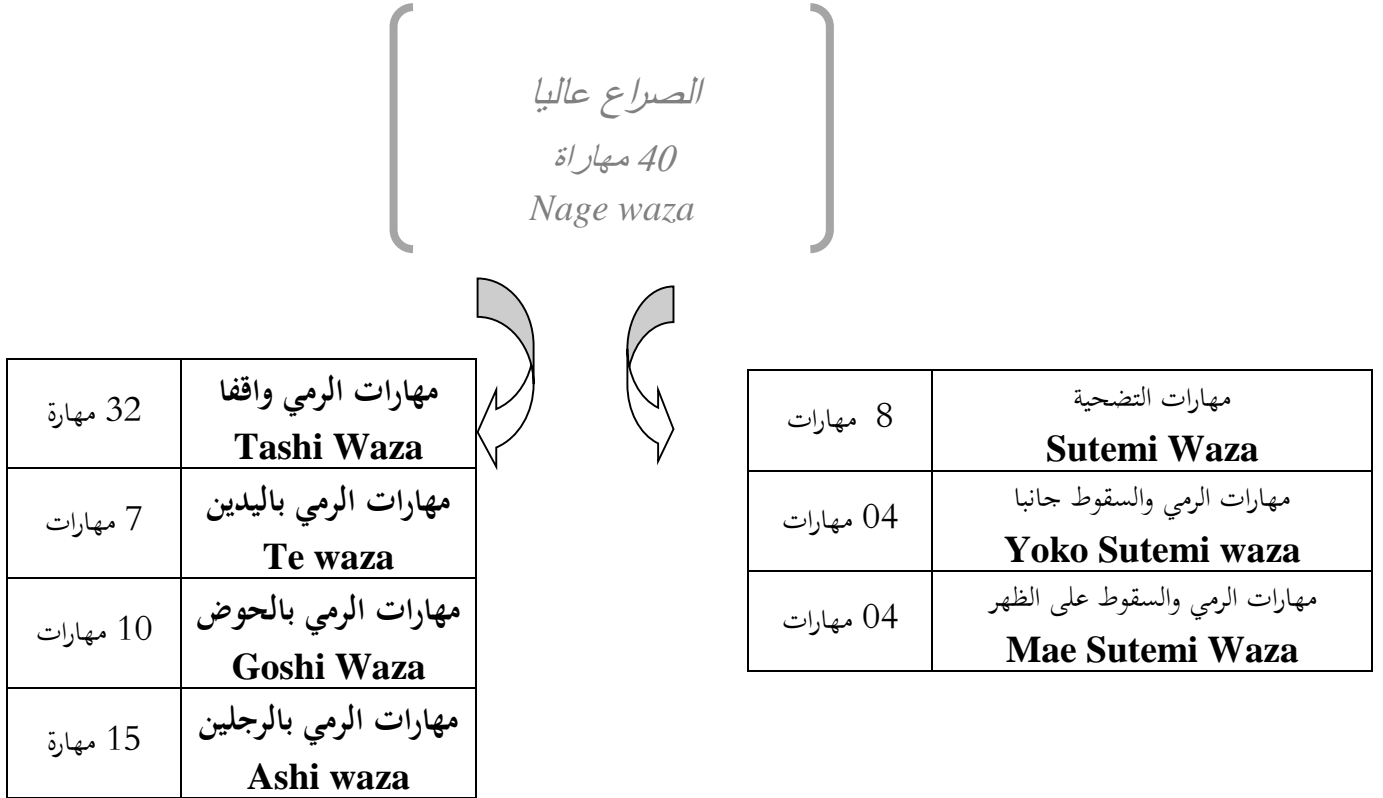 الصراع عاليا
40 مهاراة
Nage waza
مهارات التضحية
Sutemi Waza
8 مهارات
مهارات الرمي والسقوط جانبا
Yoko Sutemi waza
04 مهارات
مهارات الرمي والسقوط على الظهر
Mae Sutemi Waza
04 مهارات
مهارات الرمي واقفا
Tashi Waza
32 مهارة
مهارات الرمي باليدين
Te waza
7 مهارات
مهارات الرمي بالحوض
Goshi Waza
10 مهارات
مهارات الرمي بالرجلين
Ashi waza
15 مهارة